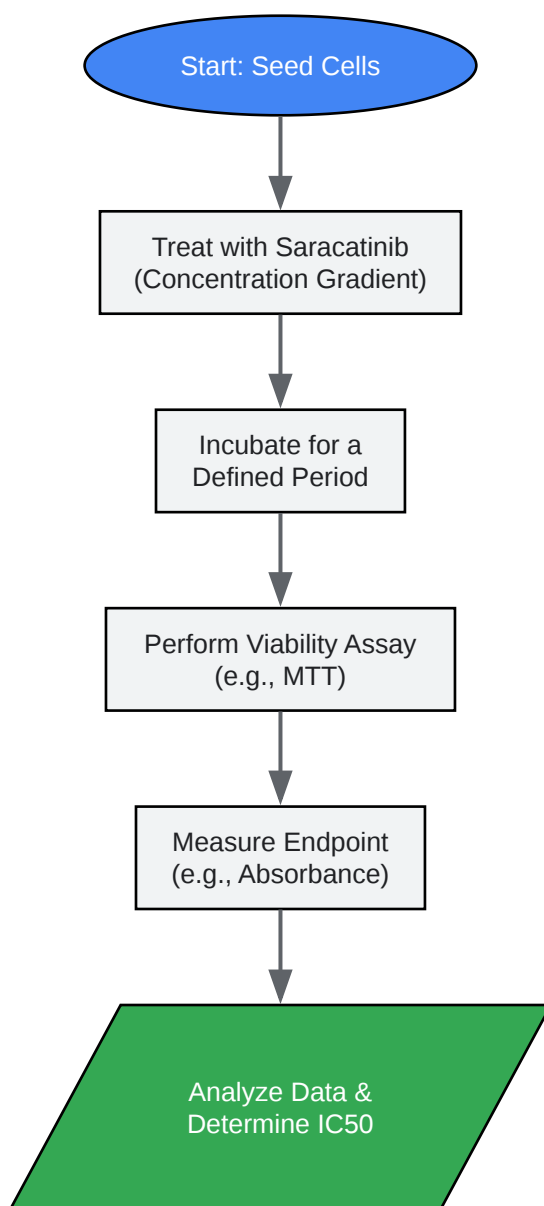 Start: Seed Cells
Treat with Saracatinib
(Concentration Gradient)
Incubate for a
Defined Period
Perform Viability Assay
(e.g., MTT)
Measure Endpoint
(e.g., Absorbance)
Analyze Data &
Determine IC50